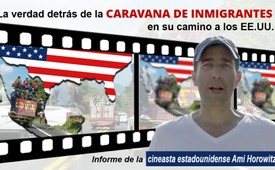 La verdad detrás de la CARAVANA DE INMIGRANTES
en su camino a los EE.UU.
Informe de la cineasta estadounidense Ami Horowitz